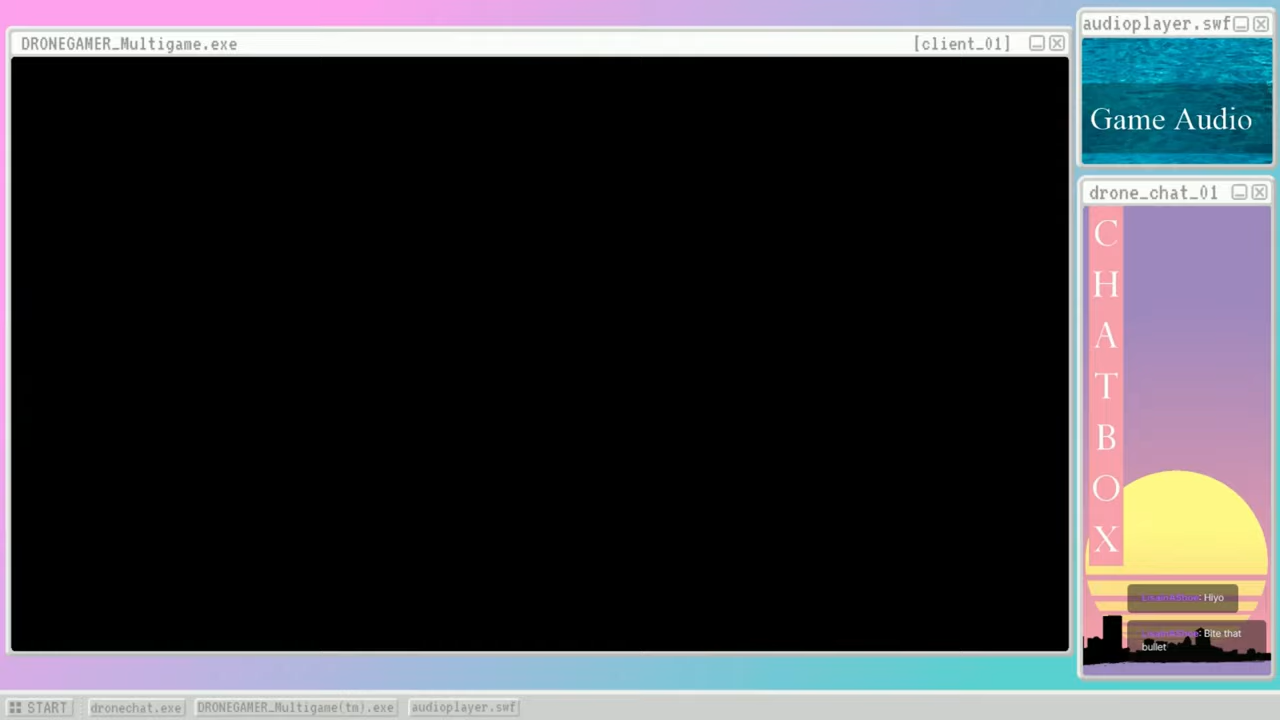 DRONEGAMER_Multigame.exe
[client_01]
audioplayer.swf
Game Audio
drone_chat_01
C
H
A
T
B
O
X
: Hiyo
: Bite that
bullet
START
dronechat.exe
DRONEGAMER_Multigame(tm).exe
audioplayer.swf